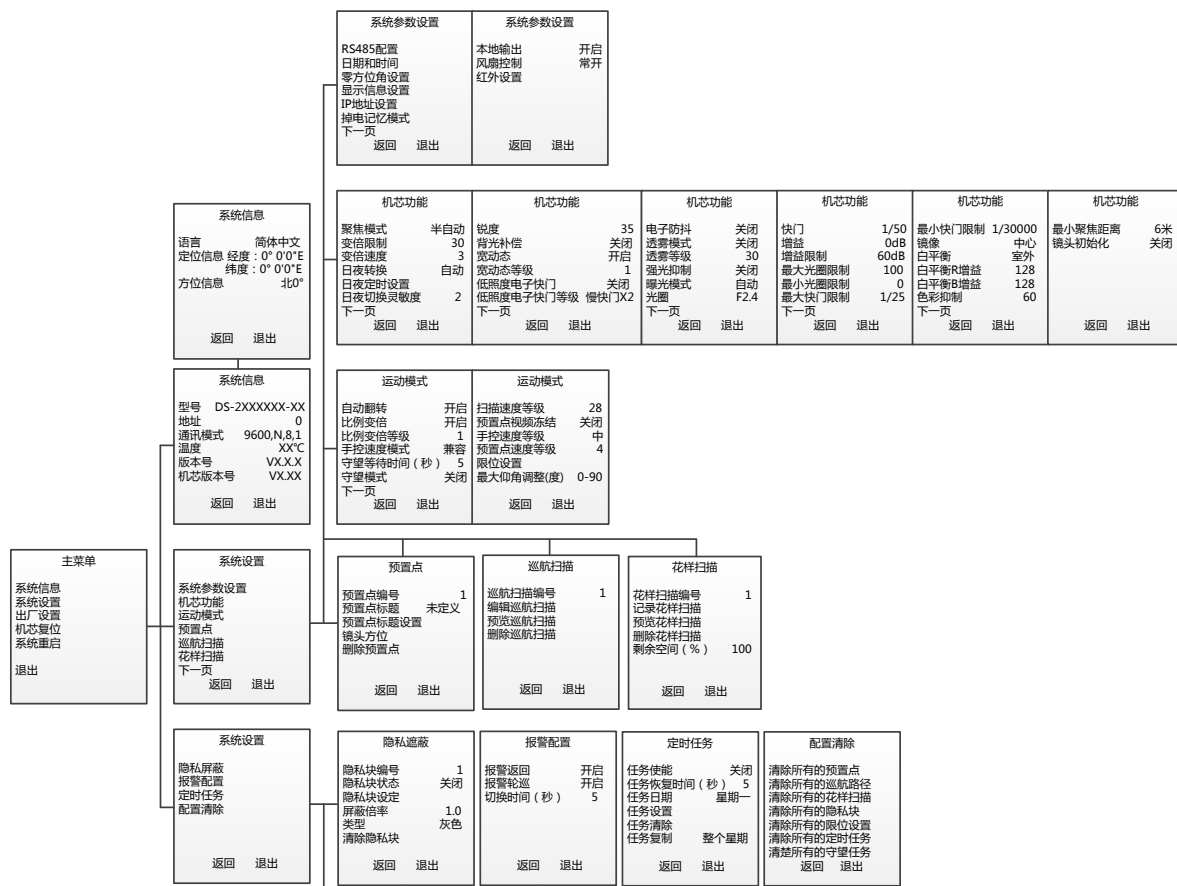 系统参数设置
RS485配置
日期和时间
零方位角设置
显示信息设置
IP地址设置
掉电记忆模式
下一页
返回 退出
系统参数设置
本地输出 开启
风扇控制 常开
红外设置
返回 退出
系统信息
语言 简体中文
定位信息 经度：0° 0'0"E
纬度：0° 0'0"E
方位信息 北0°
返回 退出
机芯功能
聚焦模式 半自动
变倍限制 30
变倍速度 3
日夜转换 自动
日夜定时设置
日夜切换灵敏度 2
下一页
返回 退出
机芯功能
锐度 35
背光补偿 关闭
宽动态 开启
宽动态等级 1
低照度电子快门 关闭
低照度电子快门等级 慢快门X2
下一页
返回 退出
机芯功能
电子防抖 关闭
透雾模式 关闭
透雾等级 30
强光抑制 关闭
曝光模式 自动
光圈 F2.4
下一页
返回 退出
机芯功能
快门 1/50
增益 0dB
增益限制 60dB
最大光圈限制 100
最小光圈限制 0
最大快门限制 1/25
下一页
返回 退出
机芯功能
最小快门限制 1/30000
镜像 中心
白平衡 室外
白平衡R增益 128
白平衡B增益 128
色彩抑制 60
下一页
返回 退出
机芯功能
最小聚焦距离 6米
镜头初始化 关闭
返回 退出
系统信息
型号 DS-2XXXXXX-XX
地址 0
通讯模式 9600,N,8,1
温度 XX℃
版本号 VX.X.X
机芯版本号 VX.XX
返回 退出
运动模式
自动翻转 开启
比例变倍 开启
比例变倍等级 1
手控速度模式 兼容
守望等待时间（秒） 5
守望模式 关闭
下一页
返回 退出
运动模式
扫描速度等级 28
预置点视频冻结 关闭
手控速度等级 中
预置点速度等级 4
限位设置
最大仰角调整(度) 0-90
返回 退出
主菜单
系统信息
系统设置
出厂设置
机芯复位
系统重启
退出
系统设置
系统参数设置
机芯功能
运动模式
预置点
巡航扫描
花样扫描
下一页
返回 退出
预置点
预置点编号 1
预置点标题 未定义
预置点标题设置
镜头方位
删除预置点
返回 退出
巡航扫描
巡航扫描编号 1
编辑巡航扫描
预览巡航扫描
删除巡航扫描
返回 退出
花样扫描
花样扫描编号 1
记录花样扫描
预览花样扫描
删除花样扫描
剩余空间（%） 100
返回 退出
系统设置
隐私屏蔽
报警配置
定时任务
配置清除
返回 退出
隐私遮蔽
隐私块编号 1
隐私块状态 关闭
隐私块设定
屏蔽倍率 1.0
类型 灰色
清除隐私块
返回 退出
报警配置
报警返回 开启
报警轮巡 开启
切换时间（秒） 5
返回 退出
定时任务
任务使能 关闭
任务恢复时间（秒） 5
任务日期 星期一
任务设置
任务清除
任务复制 整个星期
返回 退出
配置清除
清除所有的预置点
清除所有的巡航路径
清除所有的花样扫描
清除所有的隐私块
清除所有的限位设置
清除所有的定时任务
清楚所有的守望任务
返回 退出